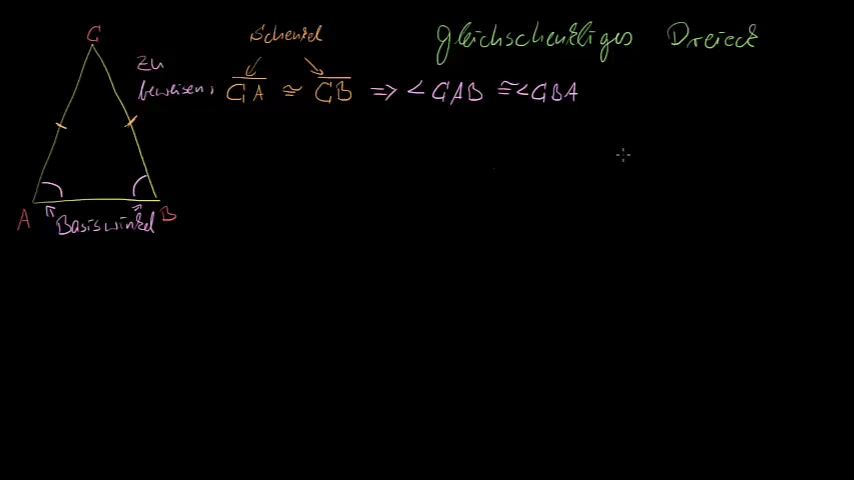 gleichschenkliges Dreieck
Schenkel
C
zu
beweisen: CA ≅ CB ⇒ ∠CAB ≅ ∠CBA
A
B
Basiswinkel